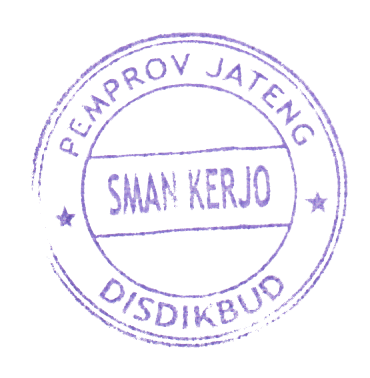 PEMPROV JATENG
SMAN KERJO
DISDIKBUD